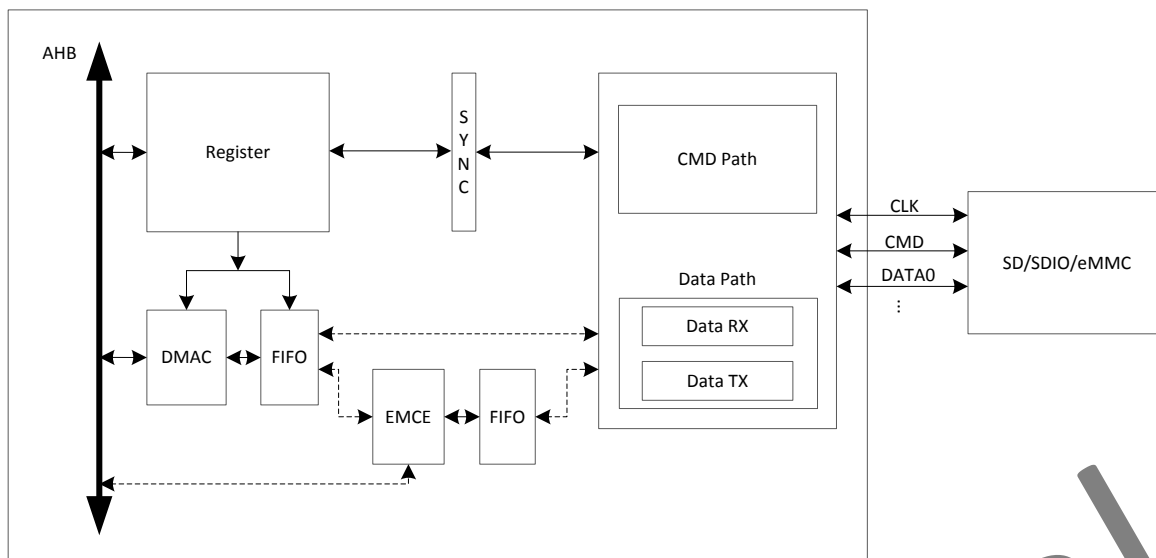 AHB
Register
S
Y
N
C
CMD Path
CLK
CMD
DATA0
...
SD/SDIO/eMMC
Data Path
Data RX
Data TX
DMAC
FIFO
EMCE
FIFO